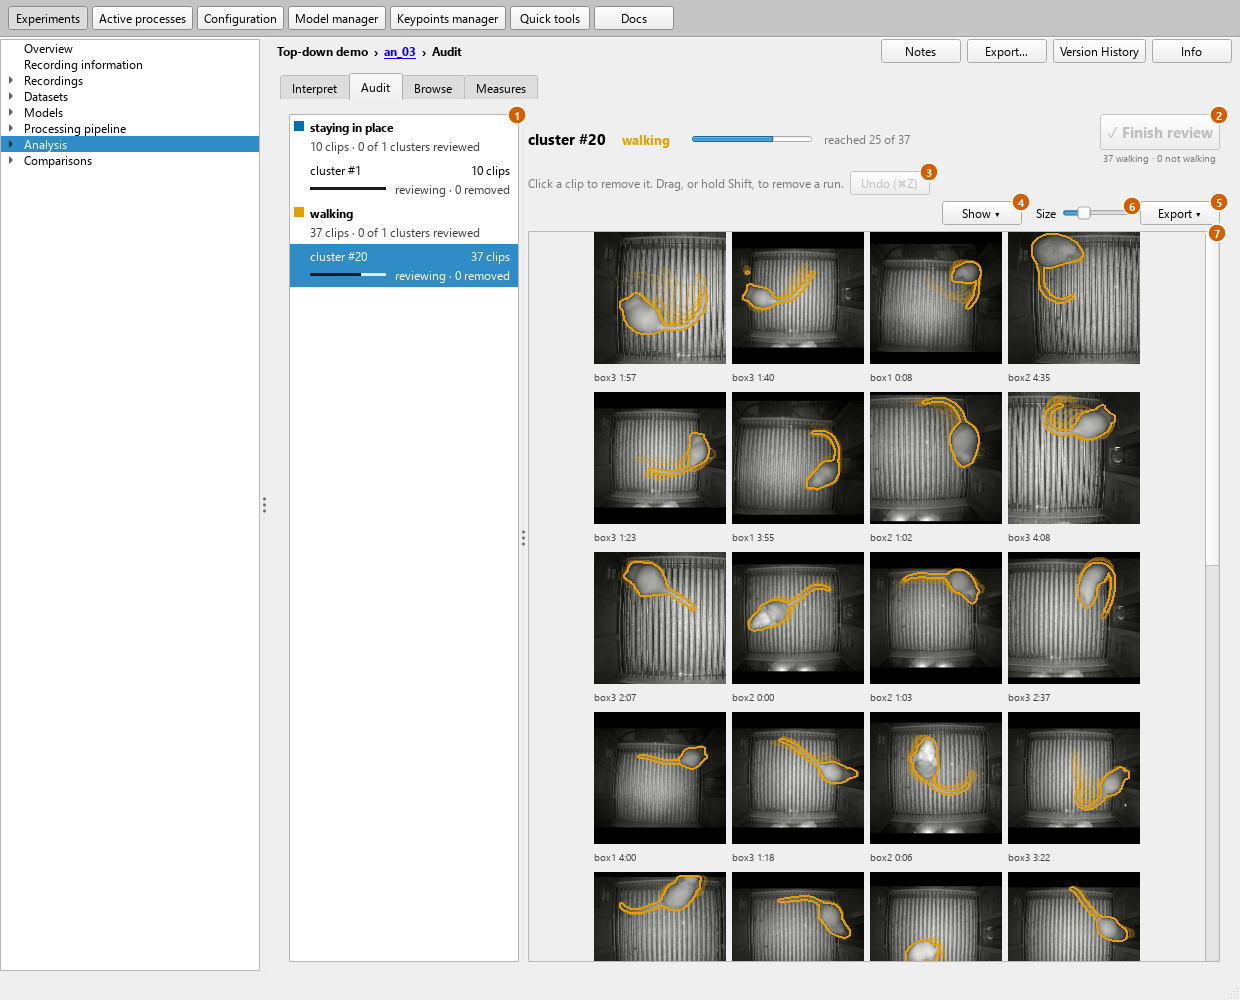 Experiments
Active processes
Configuration
Model manager
Keypoints manager
Quick tools
Docs
Overview
Recording information
Recordings
Datasets
Models
Processing pipeline
Analysis
Comparisons
Top-down demo › an_03 › Audit
Notes
Export...
Version History
Info
Interpret
Audit
Browse
Measures
1
staying in place
10 clips · 0 of 1 clusters reviewed
cluster #1 10 clips
reviewing · 0 removed
walking
37 clips · 0 of 1 clusters reviewed
cluster #20 37 clips
reviewing · 0 removed
cluster #20 walking reached 25 of 37
2
✓ Finish review
37 walking · 0 not walking
Click a clip to remove it. Drag, or hold Shift, to remove a run.
Undo (⌘Z)
3
Show ▾
4
Size
6
Export ▾
5
7
box3 1:57
box3 1:40
box1 0:08
box2 4:35
box3 1:23
box1 3:55
box2 1:02
box3 4:08
box3 2:07
box2 0:00
box2 1:03
box3 2:37
box1 4:00
box3 1:18
box2 0:06
box3 3:22